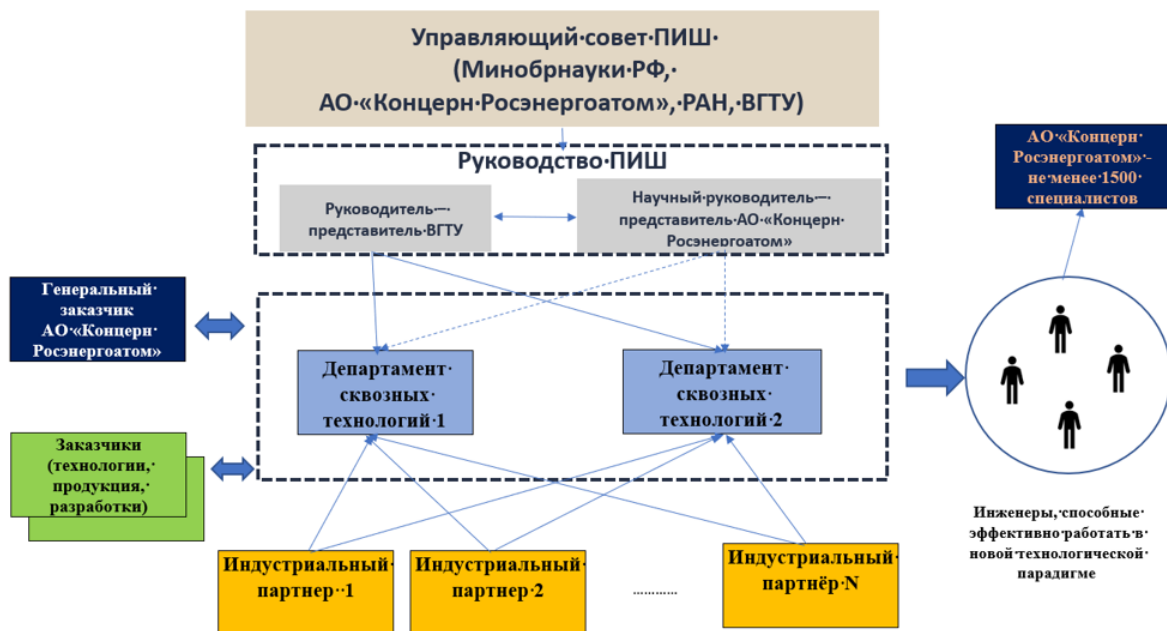 Управляющий совет ПИШ
(Минобрнауки РФ,
АО «Концерн Росэнергоатом», РАН, ВГТУ)
Руководство ПИШ
Руководитель –
представитель ВГТУ
Научный руководитель –
представитель АО «Концерн
Росэнергоатом»
АО «Концерн
Росэнергоатом» -
не менее 1500
специалистов
Генеральный
заказчик
АО «Концерн
Росэнергоатом»
Департамент
сквозных
технологий 1
Департамент
сквозных
технологий 2
Заказчики
(технологии,
продукция,
разработки)
Инженеры, способные
эффективно работать в
новой технологической
парадигме
Индустриальный
партнер 1
Индустриальный
партнер 2
.............
Индустриальный
партнёр N